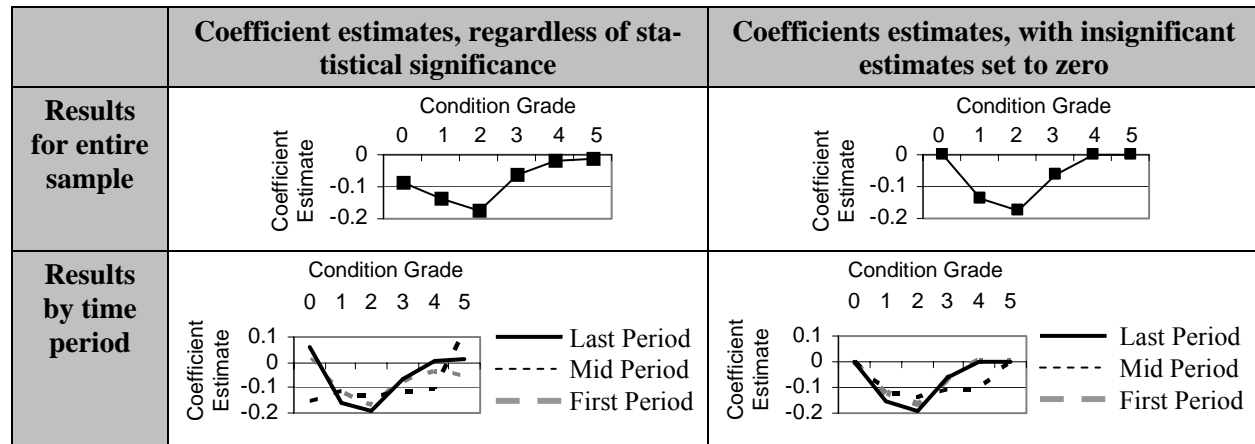 Coefficient estimates, regardless of sta-
tistical significance
Coefficients estimates, with insignificant
estimates set to zero
Results
for entire
sample
Condition Grade
0 1 2 3 4 5
Coefficient
Estimate
0
-0.1
-0.2
Condition Grade
0 1 2 3 4 5
Coefficient
Estimate
0
-0.1
-0.2
Results
by time
period
Condition Grade
0 1 2 3 4 5
Coefficient
Estimate
0.1
0
-0.1
-0.2
Last Period
Mid Period
First Period
Condition Grade
0 1 2 3 4 5
Coefficient
Estimate
0.1
0
-0.1
-0.2
Last Period
Mid Period
First Period